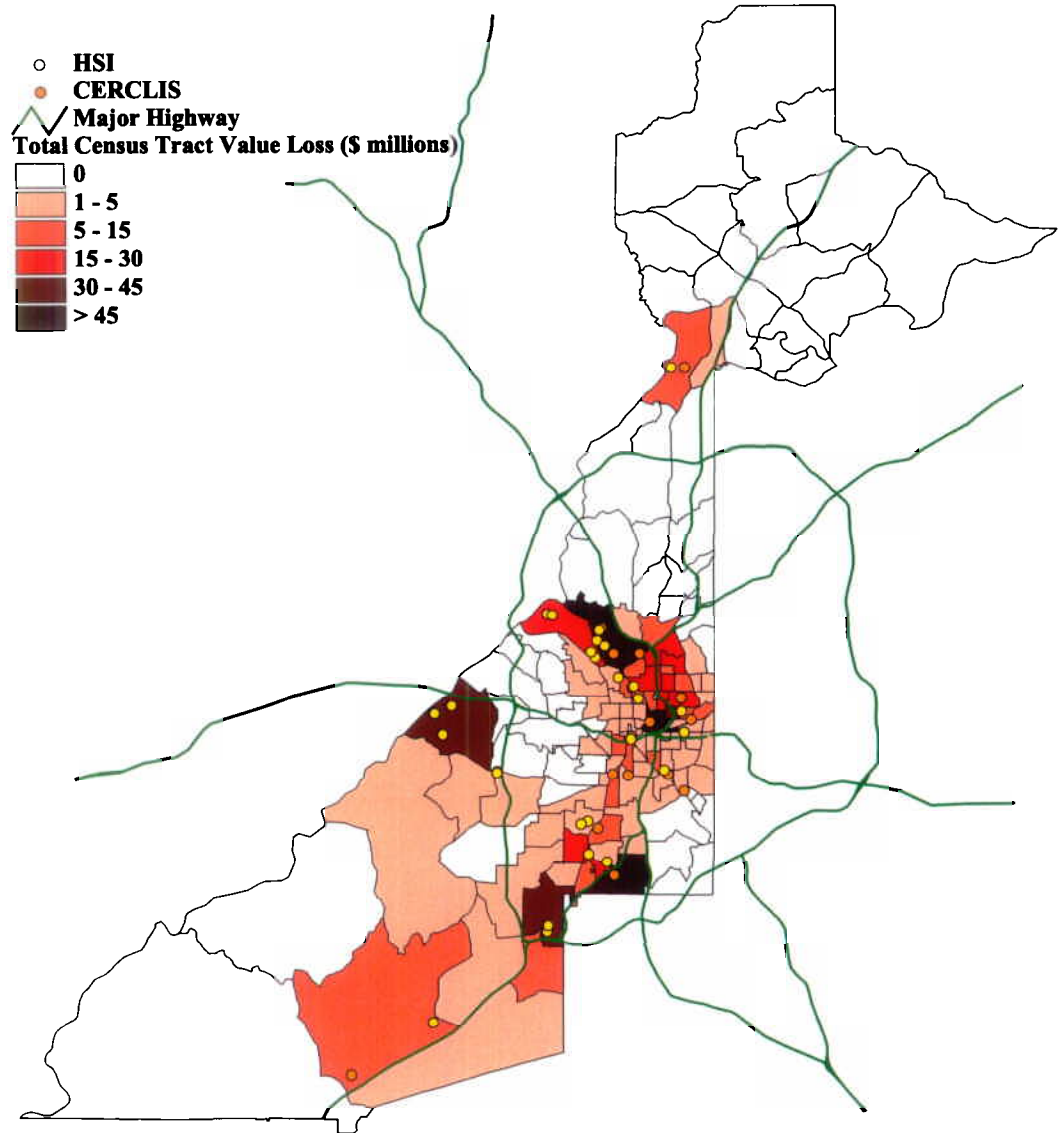 HSI
CERCLIS
Major Highway
Total Census Tract Value Loss ($ millions)
0
1 - 5
5 - 15
15 - 30
30 - 45
> 45